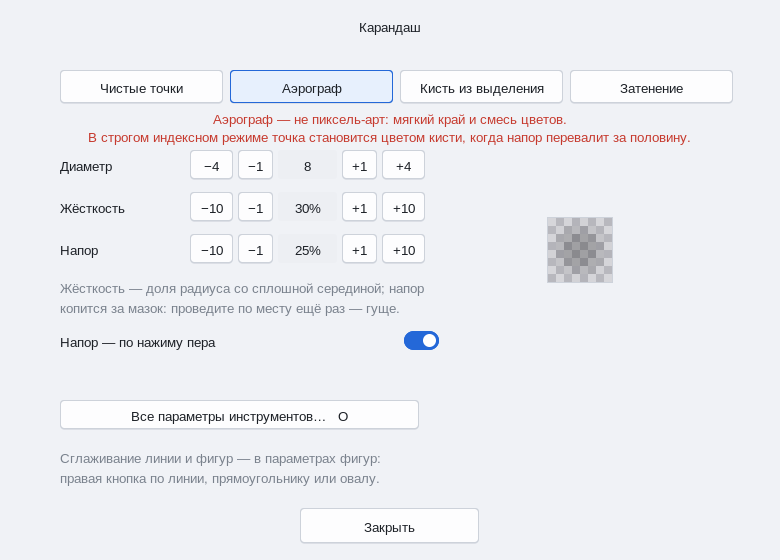 Карандаш
Чистые точки Аэрограф Кисть из выделения Затенение
Аэрограф — не пиксель-арт: мягкий край и смесь цветов.
В строгом индексном режиме точка становится цветом кисти, когда напор перевалит за половину.
Диаметр −4 −1 8 +1 +4
Жёсткость −10 −1 30% +1 +10
Напор −10 −1 25% +1 +10
Жёсткость — доля радиуса со сплошной серединой; напор
копится за мазок: проведите по месту ещё раз — гуще.
Напор — по нажиму пера
Все параметры инструментов… O
Сглаживание линии и фигур — в параметрах фигур:
правая кнопка по линии, прямоугольнику или овалу.
Закрыть